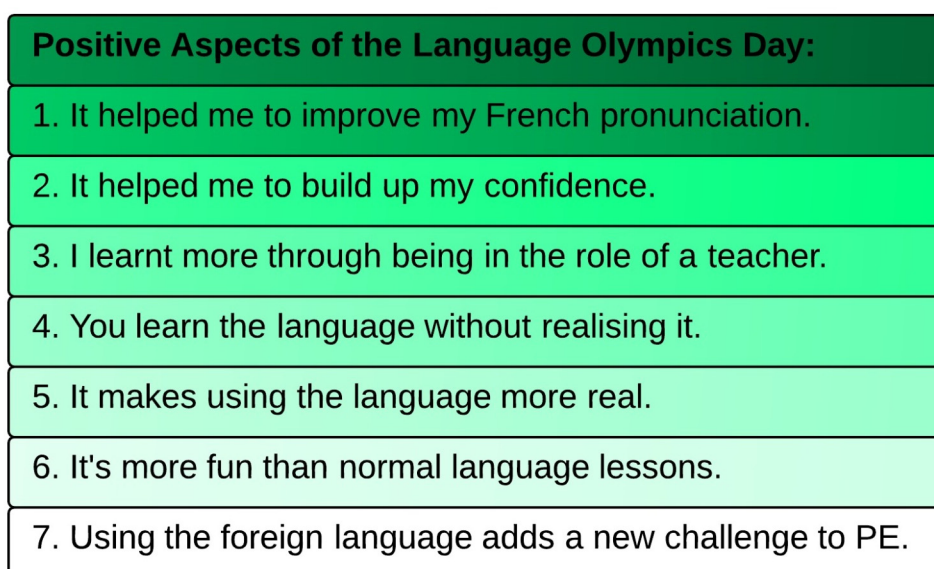 Positive Aspects of the Language Olympics Day:
1. It helped me to improve my French pronunciation.
2. It helped me to build up my confidence.
3. I learnt more through being in the role of a teacher.
4. You learn the language without realising it.
5. It makes using the language more real.
6. It's more fun than normal language lessons.
7. Using the foreign language adds a new challenge to PE.